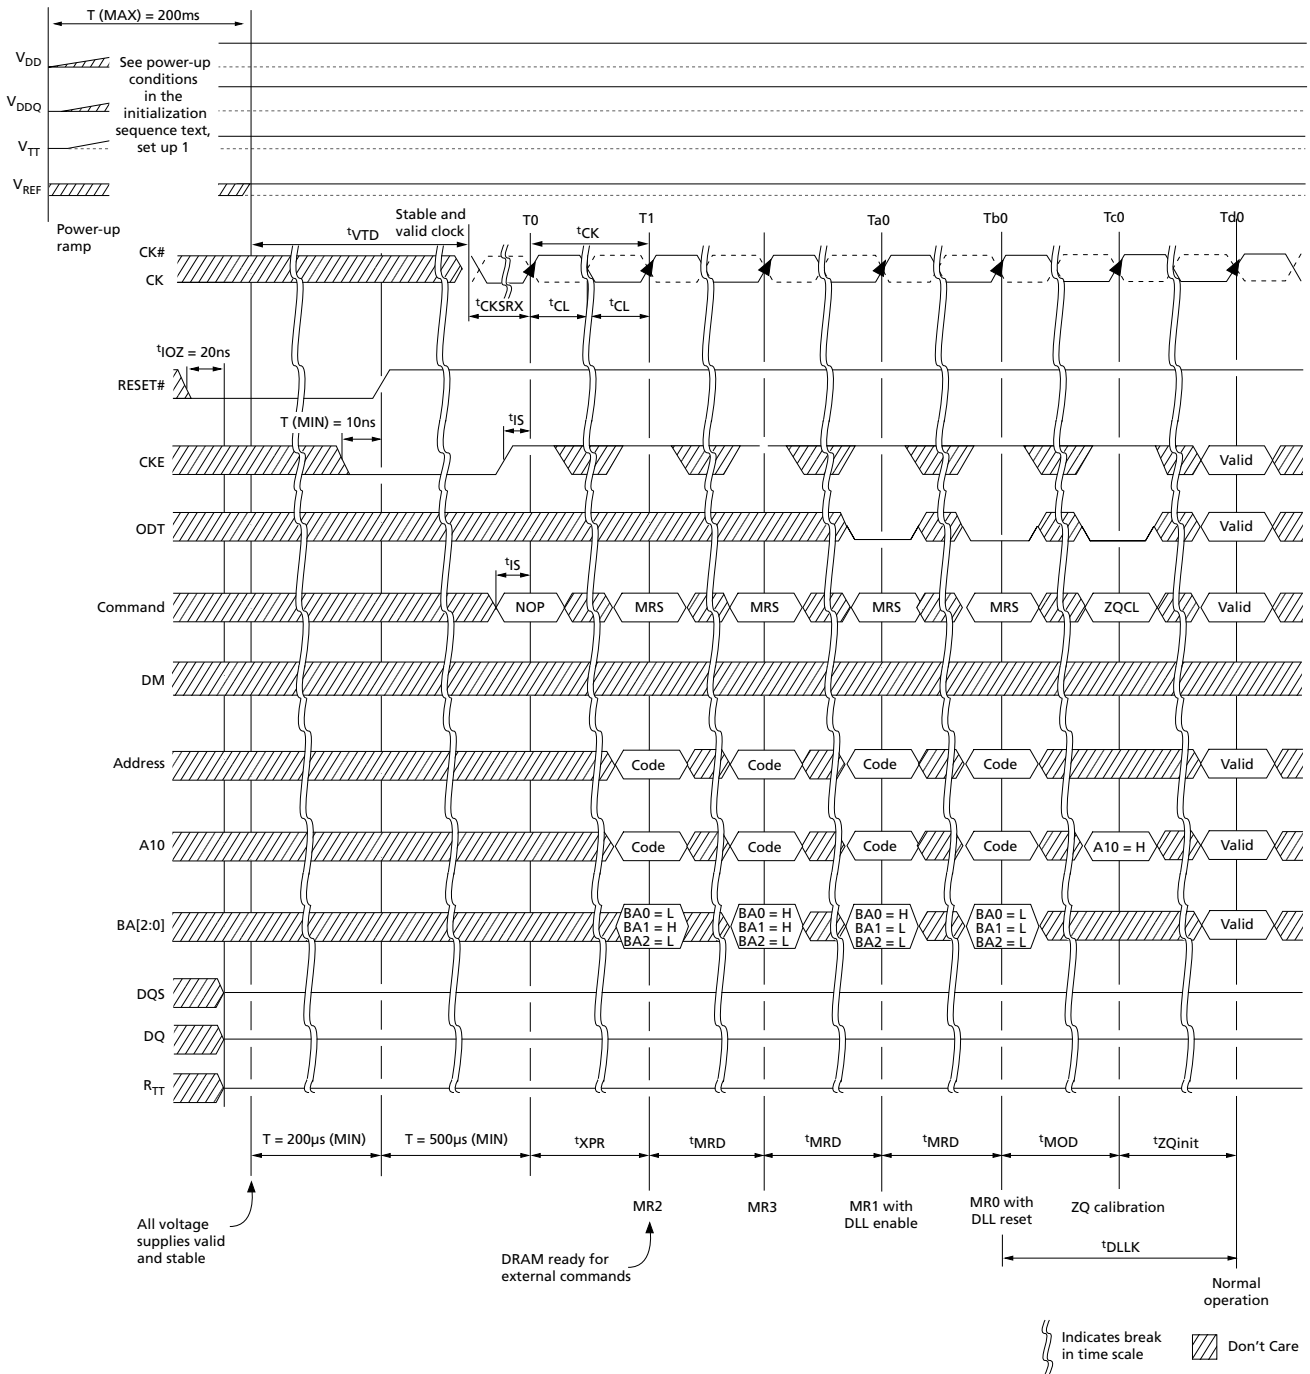 T (MAX) = 200ms
VDD
See power-up
conditions
in the
initialization
sequence text,
set up 1
VDDQ
VTT
VREF
Power-up
ramp
Stable and
valid clock
T0
T1
Ta0
Tb0
Tc0
Td0
tVTD
tCK
CK#
CK
tCKSRX
tCL
tCL
tIOZ = 20ns
RESET#
T (MIN) = 10ns
tIS
CKE
Valid
ODT
Valid
tIS
Command
NOP
MRS
MRS
MRS
MRS
ZQCL
Valid
DM
Address
Code
Code
Code
Code
Valid
A10
Code
Code
Code
Code
A10 = H
Valid
BA[2:0]
BA0 = L
BA1 = H
BA2 = L
BA0 = H
BA1 = H
BA2 = L
BA0 = H
BA1 = L
BA2 = L
BA0 = L
BA1 = L
BA2 = L
Valid
DQS
DQ
RTT
T = 200μs (MIN)
T = 500μs (MIN)
tXPR
tMRD
tMRD
tMRD
tMOD
tZQinit
All voltage
supplies valid
and stable
MR2
DRAM ready for
external commands
MR3
MR1 with
DLL enable
MR0 with
DLL reset
ZQ calibration
tDLLK
Normal
operation
Indicates break
in time scale
Don't Care